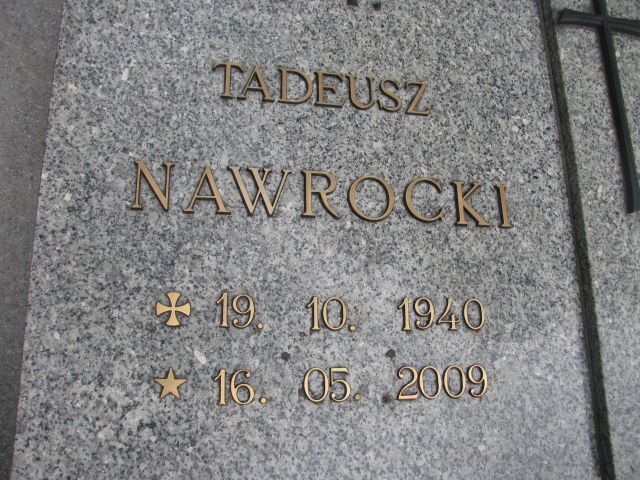 TADEUSZ
NAWROCKI
✠ 19. 10. 1940
★ 16. 05. 2009